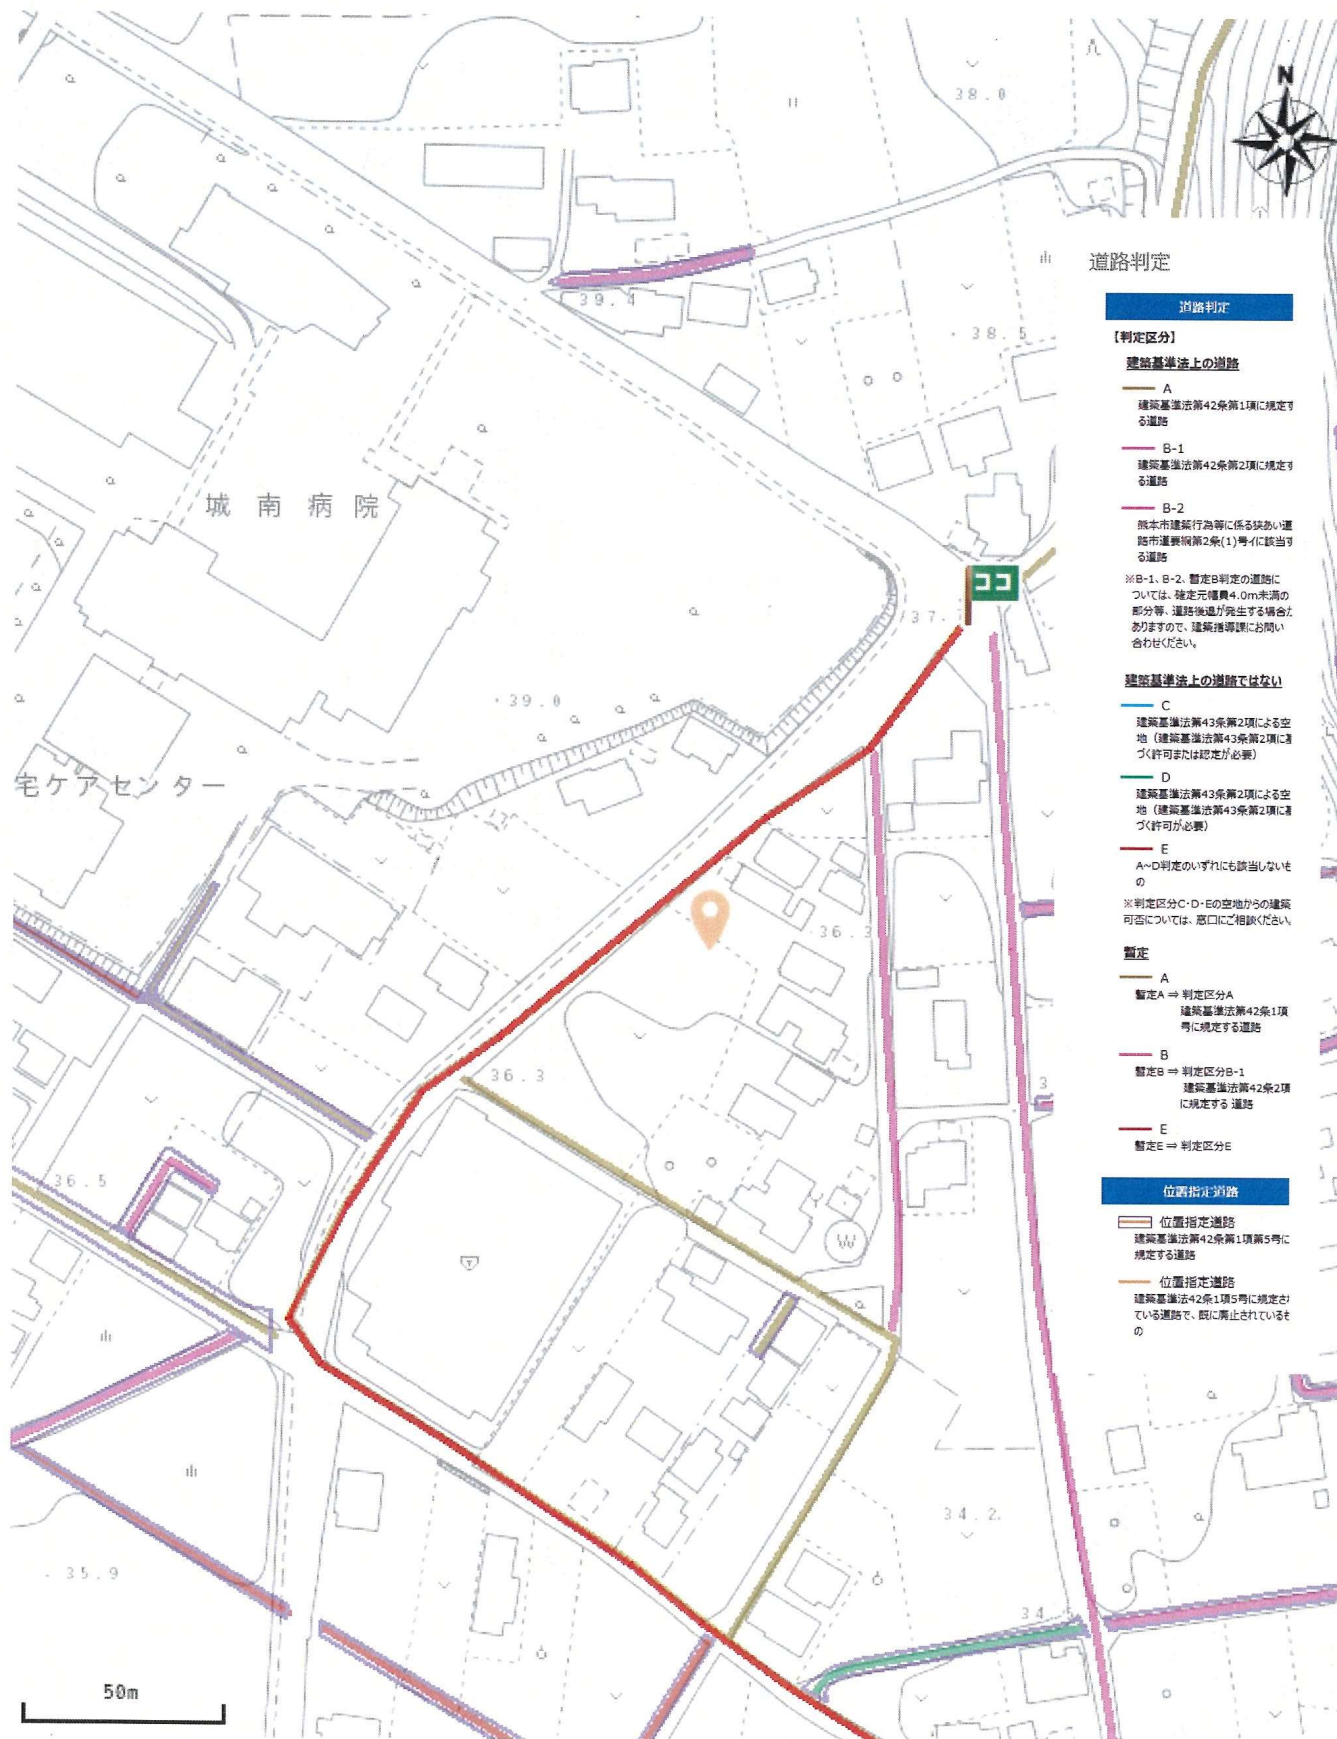 38.0
N
39.4
38.5
城南病院
ココ
37.
39.0
宅ケアセンター
36.3
36.3
36.5
W
34.2
35.9
34.
3
50m
道路判定
道路判定
【判定区分】
建築基準法上の道路
A
建築基準法第42条第1項に規定す
る道路
B-1
建築基準法第42条第2項に規定す
る道路
B-2
熊本市建築行為等に係る狭あい道
路市道要綱第2条(1)号イに該当す
る道路
※B-1、B-2、暫定B判定の道路に
ついては、確定元幅員4.0m未満の
部分等、道路後退が発生する場合が
ありますので、建築指導課にお問い
合わせください。
建築基準法上の道路ではない
C
建築基準法第43条第2項による空
地（建築基準法第43条第2項に基
づく許可または認定が必要）
D
建築基準法第43条第2項による空
地（建築基準法第43条第2項に基
づく許可が必要）
E
A~D判定のいずれにも該当しないも
の
※判定区分C・D・Eの空地からの建築
可否については、窓口にご相談ください。
暫定
A
暫定A ⇒ 判定区分A
建築基準法第42条1項
号に規定する道路
B
暫定B ⇒ 判定区分B-1
建築基準法第42条2項
に規定する 道路
E
暫定E ⇒ 判定区分E
位置指定道路
位置指定道路
建築基準法第42条第1項第5号に
規定する道路
位置指定道路
建築基準法42条1項5号に規定され
ている道路で、既に廃止されているも
の